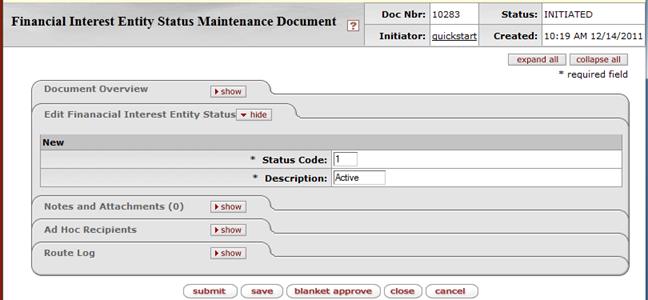 Financial Interest Entity Status Maintenance Document ?
Doc Nbr: 10283 Status: INITIATED
Initiator: quickstart Created: 10:19 AM 12/14/2011
expand all collapse all
* required field
Document Overview show
Edit Finanacial Interest Entity Status hide
New
* Status Code: 1
* Description: Active
Notes and Attachments (0) show
Ad Hoc Recipients show
Route Log show
submit save blanket approve close cancel